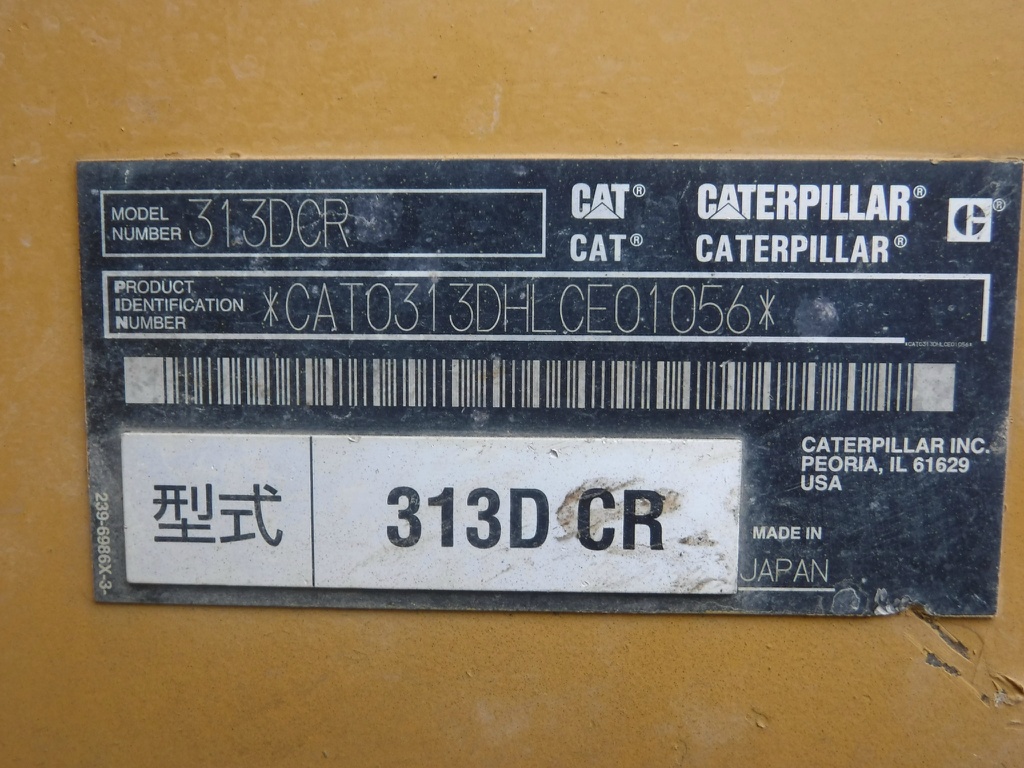 MODEL NUMBER 313DCR
CAT® CATERPILLAR®
CAT® CATERPILLAR®
PRODUCT IDENTIFICATION NUMBER *CAT0313DHLCE01056*
*CAT0313DHLCE01056*
型式 313D CR
CATERPILLAR INC.
PEORIA, IL 61629
USA
MADE IN
JAPAN
239-6986X-3-